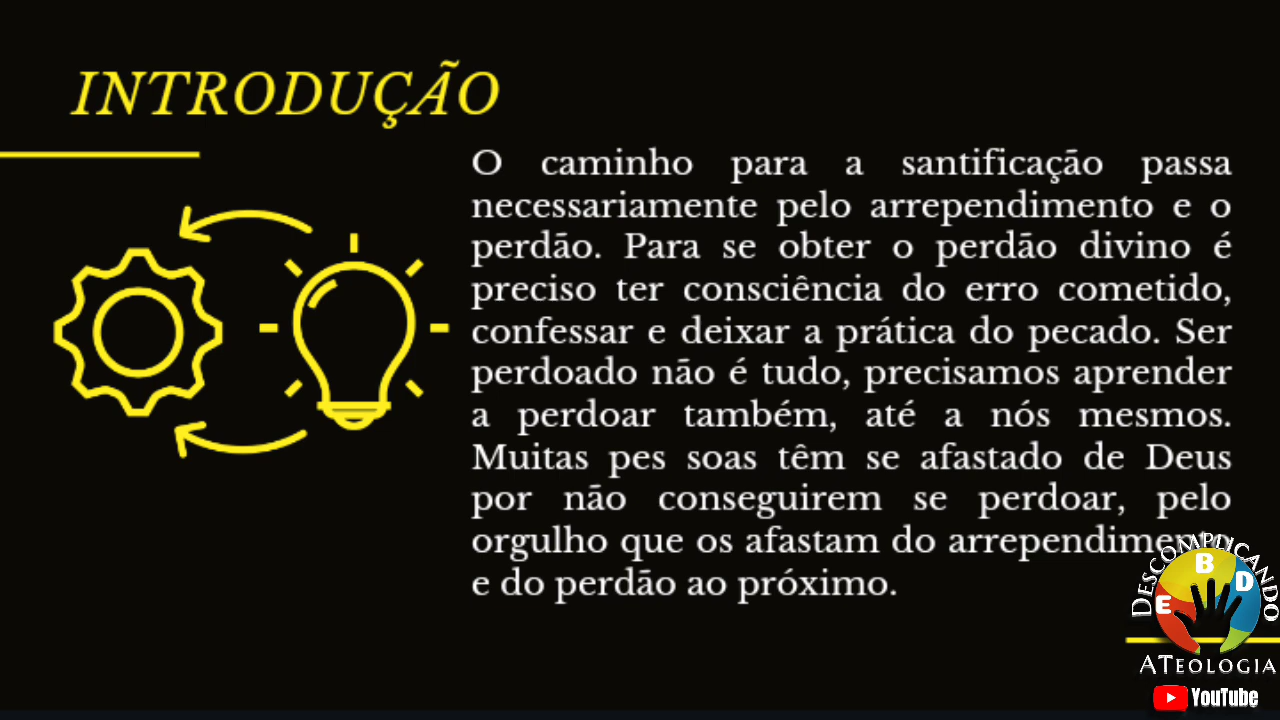 INTRODUÇÃO
O caminho para a santificação passa
necessariamente pelo arrependimento e o
perdão. Para se obter o perdão divino é
preciso ter consciência do erro cometido,
confessar e deixar a prática do pecado. Ser
perdoado não é tudo, precisamos aprender
a perdoar também, até a nós mesmos.
Muitas pes soas têm se afastado de Deus
por não conseguirem se perdoar, pelo
orgulho que os afastam do
e do perdão ao próximo.
DESCOMPLICANDO
EBD
ATEOLOGIA
YouTube